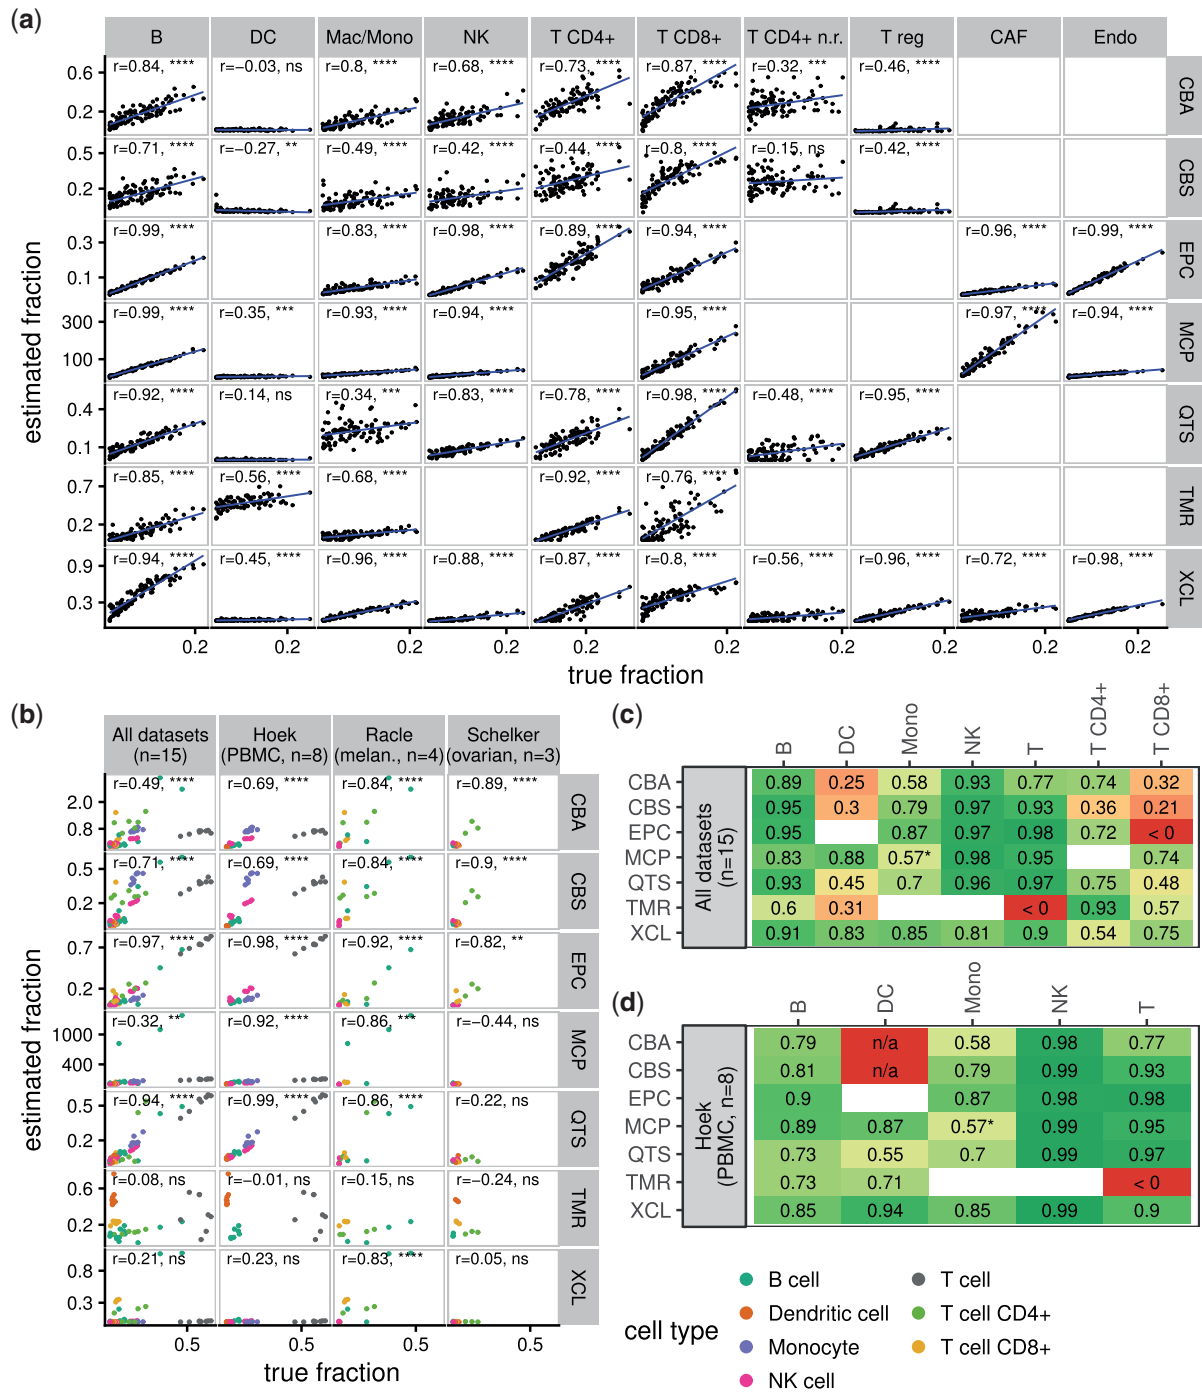 (a)
B DC Mac/Mono NK T CD4+ T CD8+ T CD4+ n.r. T reg CAF Endo
0.6 0.2 r=0.84, **** r=−0.03, ns r=0.8, **** r=0.68, **** r=0.73, **** r=0.87, **** r=0.32, *** r=0.46, **** CBA
0.5 0.2 r=0.71, **** r=−0.27, ** r=0.49, **** r=0.42, **** r=0.44, **** r=0.8, **** r=0.15, ns r=0.42, **** CBS
0.3 0.1 r=0.99, **** r=0.83, **** r=0.98, **** r=0.89, **** r=0.94, **** r=0.96, **** r=0.99, **** EPC
300 100 r=0.99, **** r=0.35, *** r=0.93, **** r=0.94, **** r=0.95, **** r=0.97, **** r=0.94, **** MCP
0.4 0.1 r=0.92, **** r=0.14, ns r=0.34, *** r=0.83, **** r=0.78, **** r=0.98, **** r=0.48, **** r=0.95, **** QTS
0.7 0.2 r=0.85, **** r=0.56, **** r=0.68, **** r=0.92, **** r=0.76, **** TMR
0.9 0.3 r=0.94, **** r=0.45, **** r=0.96, **** r=0.88, **** r=0.87, **** r=0.8, **** r=0.56, **** r=0.96, **** r=0.72, **** r=0.98, **** XCL
0.2 0.2 0.2 0.2 0.2 0.2 0.2 0.2 0.2 0.2
estimated fraction
true fraction
(b)
All datasets (n=15) Hoek (PBMC, n=8) Racle (melan., n=4) Schelker (ovarian, n=3)
2.0 0.8 r=0.49, **** r=0.69, **** r=0.84, **** r=0.89, **** CBA
0.5 0.2 r=0.71, **** r=0.69, **** r=0.84, **** r=0.9, **** CBS
0.7 0.2 r=0.97, **** r=0.98, **** r=0.92, **** r=0.82, ** EPC
1000 400 r=0.32, ** r=0.92, **** r=0.86, *** r=−0.44, ns MCP
0.5 0.2 r=0.94, **** r=0.99, **** r=0.86, **** r=0.22, ns QTS
0.6 0.2 r=0.08, ns r=−0.01, ns r=0.15, ns r=−0.24, ns TMR
0.8 0.3 r=0.21, ns r=0.23, ns r=0.83, **** r=0.05, ns XCL
0.5 0.5 0.5 0.5
estimated fraction
true fraction
(c)
B DC Mono NK T T CD4+ T CD8+
All datasets (n=15)
CBA 0.89 0.25 0.58 0.93 0.77 0.74 0.32
CBS 0.95 0.3 0.79 0.97 0.93 0.36 0.21
EPC 0.95 0.87 0.97 0.98 0.72 < 0
MCP 0.83 0.88 0.57* 0.98 0.95 0.74
QTS 0.93 0.45 0.7 0.96 0.97 0.75 0.48
TMR 0.6 0.31 < 0 0.93 0.57
XCL 0.91 0.83 0.85 0.81 0.9 0.54 0.75
(d)
B DC Mono NK T
Hoek (PBMC, n=8)
CBA 0.79 n/a 0.58 0.98 0.77
CBS 0.81 n/a 0.79 0.99 0.93
EPC 0.9 0.87 0.98 0.98
MCP 0.89 0.87 0.57* 0.99 0.95
QTS 0.73 0.55 0.7 0.99 0.97
TMR 0.73 0.71 < 0
XCL 0.85 0.94 0.85 0.99 0.9
cell type
B cell
Dendritic cell
Monocyte
NK cell
T cell
T cell CD4+
T cell CD8+